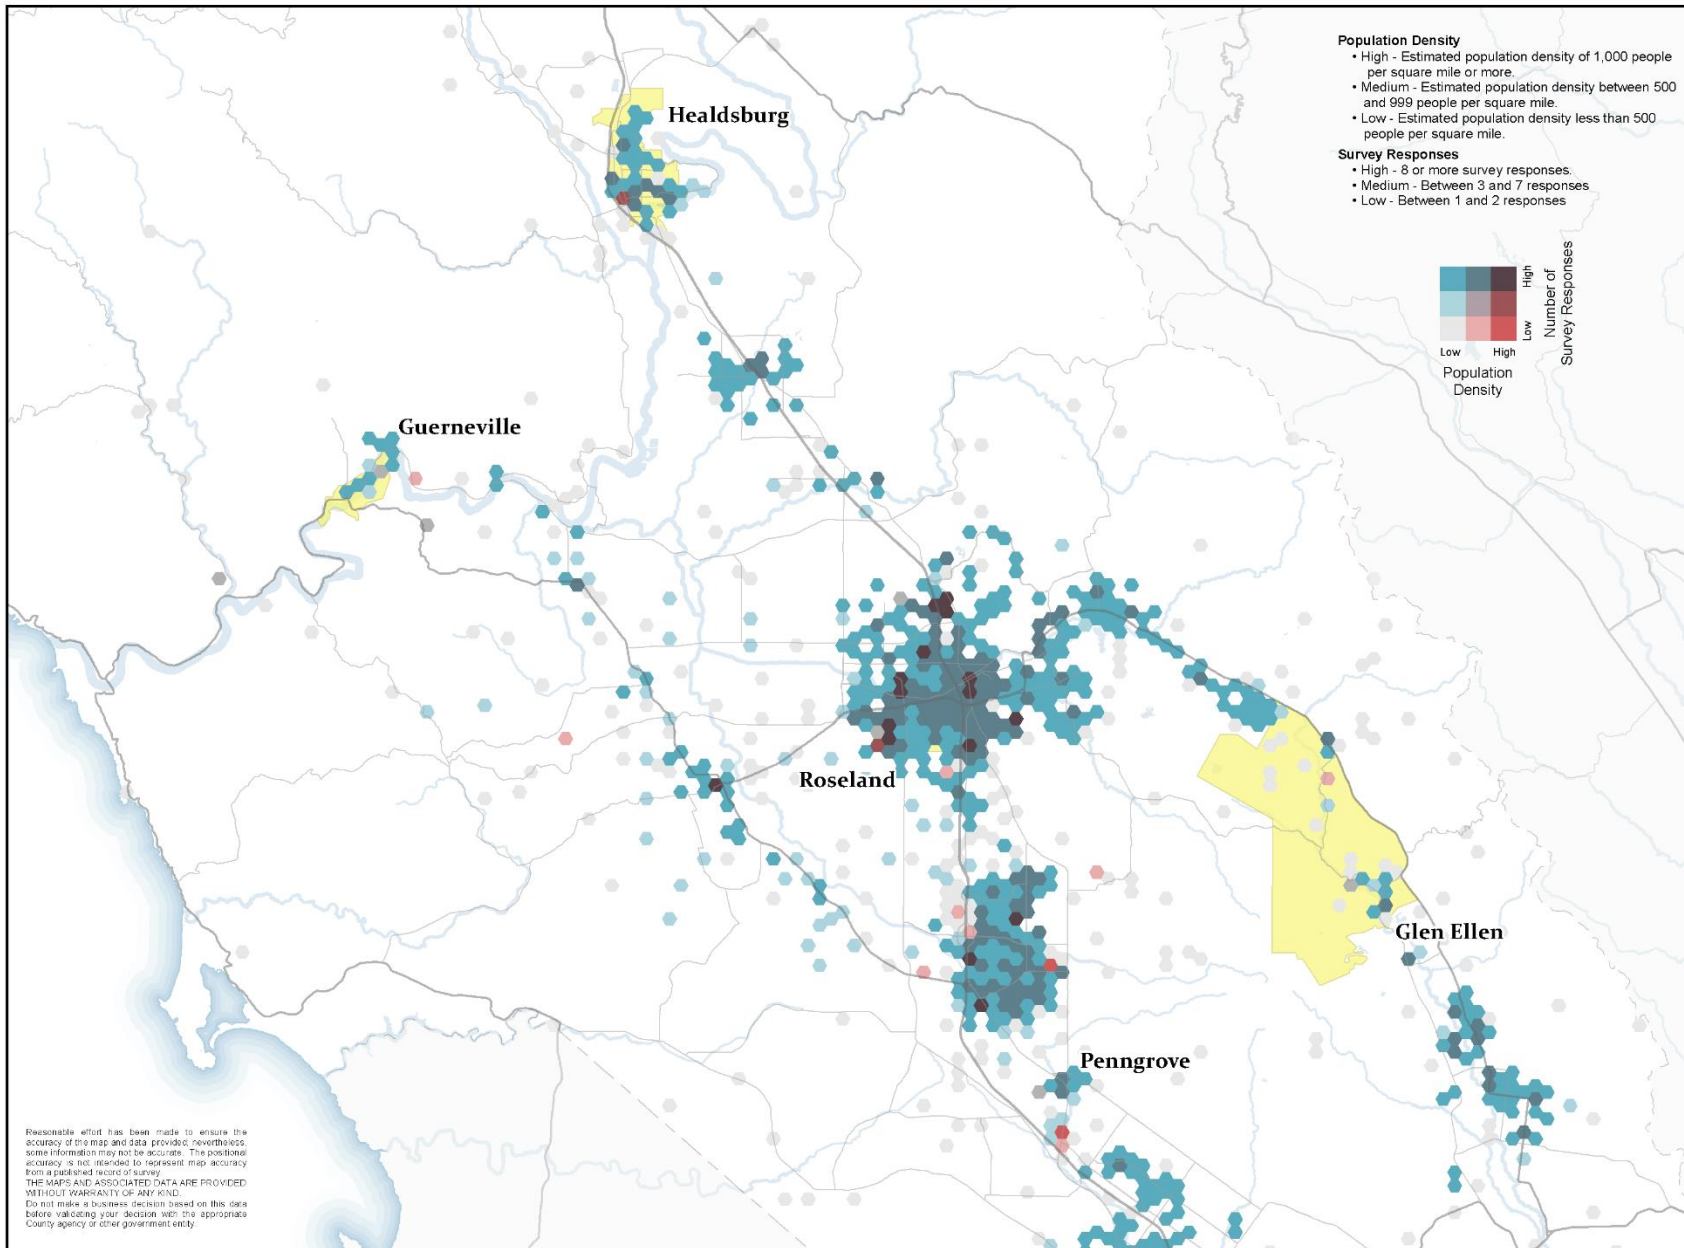 Population Density
• High - Estimated population density of 1,000 people
per square mile or more.
• Medium - Estimated population density between 500
and 999 people per square mile.
• Low - Estimated population density less than 500
people per square mile.
Survey Responses
• High - 8 or more survey responses.
• Medium - Between 3 and 7 responses
• Low - Between 1 and 2 responses
High
Low
Number of
Survey Responses
Low High
Population
Density
Healdsburg
Guerneville
Roseland
Glen Ellen
Penngrove
Reasonable effort has been made to ensure the
accuracy of the map and data provided; nevertheless,
some information may not be accurate. The positional
accuracy is not intended to represent map accuracy
from a published record of survey.
THE MAPS AND ASSOCIATED DATA ARE PROVIDED
WITHOUT WARRANTY OF ANY KIND.
Do not make a business decision based on this data
before validating your decision with the appropriate
County agency or other government entity.